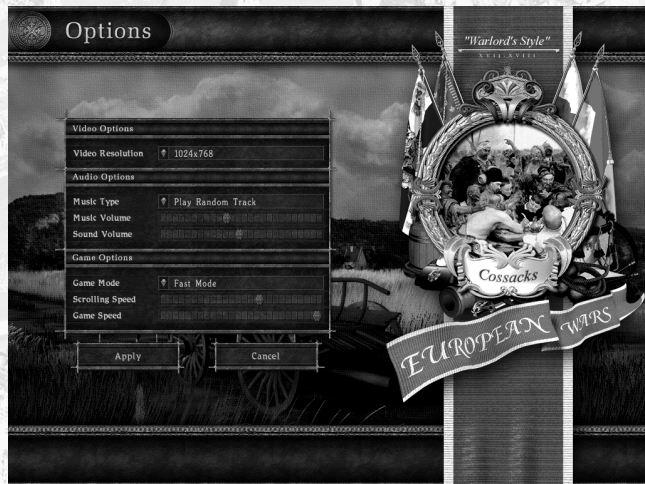 Options
"Warlord's Style"
XVII-XVIII
Video Options
Video Resolution 1024x768
Audio Options
Music Type Play Random Track
Music Volume
Sound Volume
Game Options
Game Mode Fast Mode
Scrolling Speed
Game Speed
Apply Cancel
Cossacks
EUROPEAN WARS